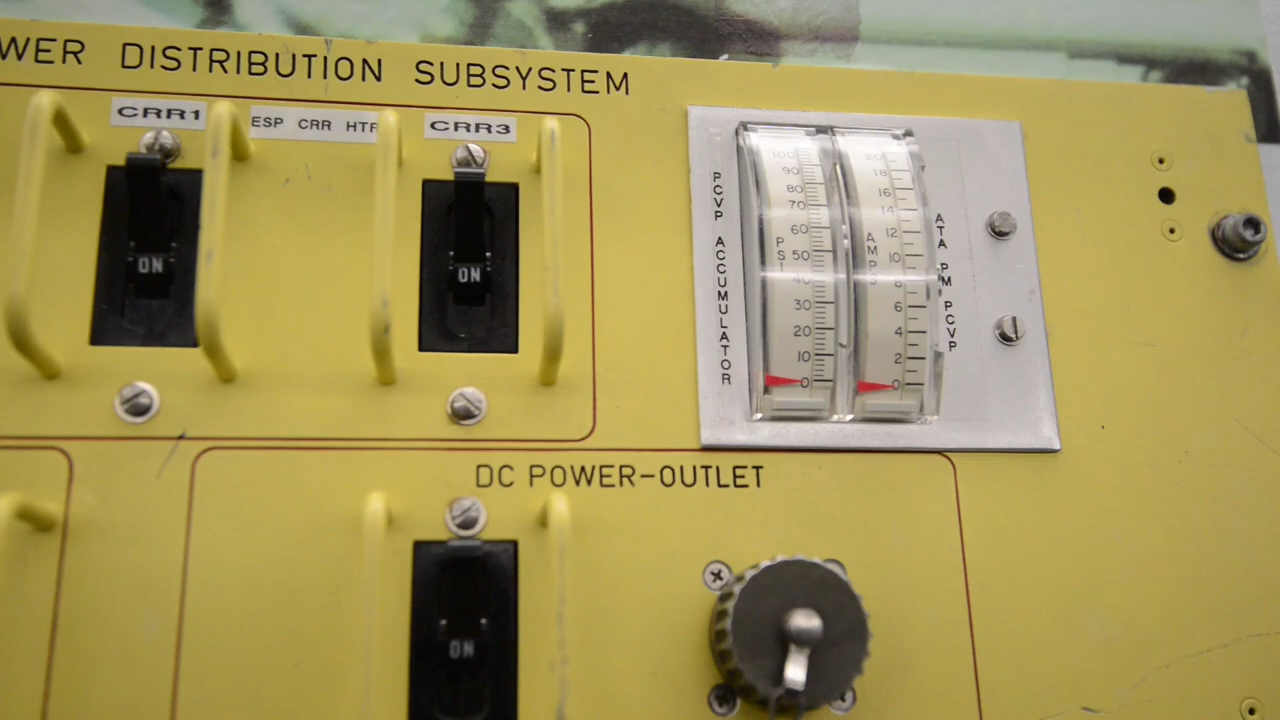 WER DISTRIBUTION SUBSYSTEM
CRR1
ESP CRR HTR
CRR3
ON
ON
PCVP ACCUMULATOR
100
90
80
70
60
50
40
30
20
10
0
PSI
20
18
16
14
12
10
8
6
4
2
0
AMPS
ATA PM PCVP
DC POWER-OUTLET
ON